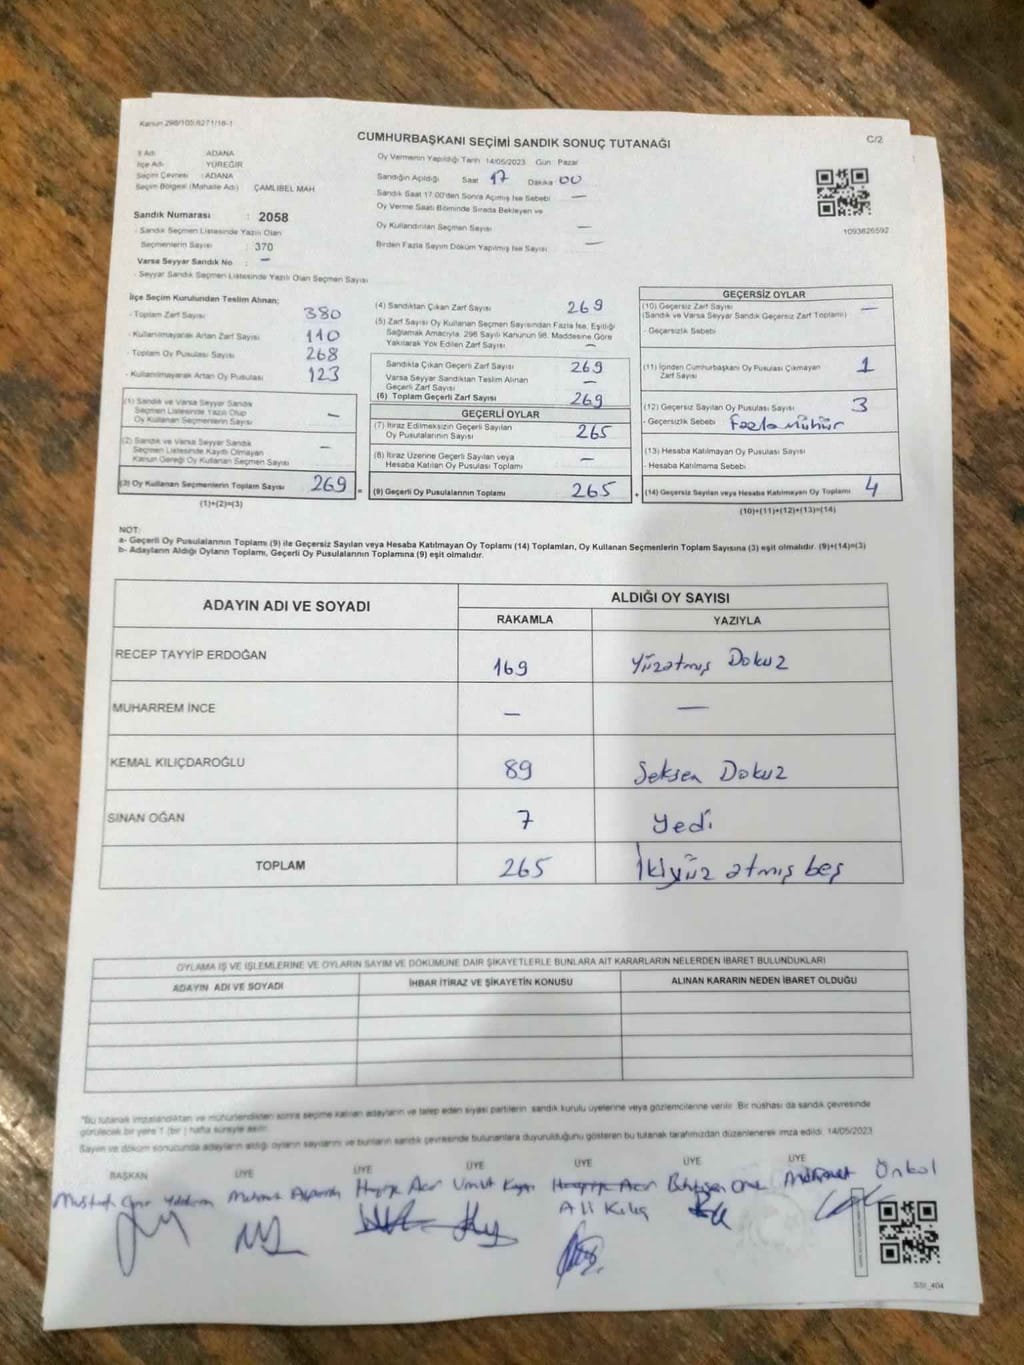 Kanun 298/105.6271/16-1
CUMHURBAŞKANI SEÇİMİ SANDIK SONUÇ TUTANAĞI
C/2
İl Adı : ADANA
İlçe Adı : YÜREĞİR
Seçim Çevresi : ADANA
Seçim Bölgesi (Mahalle Adı) : ÇAMLIBEL MAH
Sandık Numarası : 2058
- Sandık Seçmen Listesinde Yazılı Olan
Seçmenlerin Sayısı : 370
Varsa Seyyar Sandık No : –
- Seyyar Sandık Seçmen Listesinde Yazılı Olan Seçmen Sayısı
Oy Vermenin Yapıldığı Tarih 14/05/2023 Gün: Pazar
Sandığın Açıldığı Saat 17 Dakika 00
Sandık Saat 17.00'den Sonra Açılmış İse Sebebi —
Oy Verme Saati Bitiminde Sırada Bekleyen ve
Oy Kullandırılan Seçmen Sayısı —
Birden Fazla Sayım Döküm Yapılmış İse Sayısı —
1093826592
İlçe Seçim Kurulundan Teslim Alınan;
- Toplam Zarf Sayısı 380
- Kullanılmayarak Artan Zarf Sayısı 110
- Toplam Oy Pusulası Sayısı 268
- Kullanılmayarak Artan Oy Pusulası 123
(1) Sandık ve Varsa Seyyar Sandık
Seçmen Listesinde Yazılı Olup
Oy Kullanan Seçmenlerin Sayısı —
(2) Sandık ve Varsa Seyyar Sandık
Seçmen Listesinde Kayıtlı Olmayan
Kanun Gereği Oy Kullanan Seçmen Sayısı —
(3) Oy Kullanan Seçmenlerin Toplam Sayısı 269 =
(1)+(2)=(3)
(4) Sandıktan Çıkan Zarf Sayısı 269
(5) Zarf Sayısı Oy Kullanan Seçmen Sayısından Fazla İse, Eşitliği
Sağlamak Amacıyla, 298 Sayılı Kanunun 98. Maddesine Göre
Yakılarak Yok Edilen Zarf Sayısı —
Sandıkta Çıkan Geçerli Zarf Sayısı 269
Varsa Seyyar Sandıktan Teslim Alınan
Geçerli Zarf Sayısı —
(6) Toplam Geçerli Zarf Sayısı 269
GEÇERLİ OYLAR
(7) İtiraz Edilmeksizin Geçerli Sayılan
Oy Pusulalarının Sayısı 265
(8) İtiraz Üzerine Geçerli Sayılan veya
Hesaba Katılan Oy Pusulası Toplamı —
(9) Geçerli Oy Pusulalarının Toplamı 265 +
GEÇERSİZ OYLAR
(10) Geçersiz Zarf Sayısı
(Sandık ve Varsa Seyyar Sandık Geçersiz Zarf Toplamı) —
- Geçersizlik Sebebi
(11) İçinden Cumhurbaşkanı Oy Pusulası Çıkmayan
Zarf Sayısı 1
(12) Geçersiz Sayılan Oy Pusulası Sayısı 3
- Geçersizlik Sebebi fazla mühür
(13) Hesaba Katılmayan Oy Pusulası Sayısı
- Hesaba Katılmama Sebebi
(14) Geçersiz Sayılan veya Hesaba Katılmayan Oy Toplamı 4
(10)+(11)+(12)+(13)=(14)
NOT:
a- Geçerli Oy Pusulalarının Toplamı (9) ile Geçersiz Sayılan veya Hesaba Katılmayan Oy Toplamı (14) Toplamları, Oy Kullanan Seçmenlerin Toplam Sayısına (3) eşit olmalıdır. (9)+(14)=(3)
b- Adayların Aldığı Oyların Toplamı, Geçerli Oy Pusulalarının Toplamına (9) eşit olmalıdır.
ADAYIN ADI VE SOYADI
ALDIĞI OY SAYISI
RAKAMLA YAZIYLA
RECEP TAYYİP ERDOĞAN 169 Yüzatmış Dokuz
MUHARREM İNCE — —
KEMAL KILIÇDAROĞLU 89 Seksen Dokuz
SİNAN OĞAN 7 yedi
TOPLAM 265 İkiyüz atmış beş
OYLAMA İŞ VE İŞLEMLERİNE VE OYLARIN SAYIM VE DÖKÜMÜNE DAİR ŞİKAYETLERLE BUNLARA AİT KARARLARIN NELERDEN İBARET BULUNDUKLARI
ADAYIN ADI VE SOYADI İHBAR İTİRAZ VE ŞİKAYETİN KONUSU ALINAN KARARIN NEDEN İBARET OLDUĞU
*Bu tutanak imzalandıktan ve mühürlendikten sonra seçime katılan adayların ve talep eden siyasi partilerin sandık kurulu üyelerine veya gözlemcilerine verilir. Bir nüshası da sandık çevresinde
görülecek bir yere 1 (bir) hafta süreyle asılır.
Sayım ve döküm sonucunda adayların aldığı oyların sayılarını ve bunların sandık çevresinde bulunanlara duyurulduğunu gösteren bu tutanak tarafımızdan düzenlenerek imza edildi. 14/05/2023
BAŞKAN ÜYE ÜYE ÜYE ÜYE ÜYE ÜYE
Mustafa Yıldırım Mehmet Acar Umut Acar Mehmet Önkol
Ali Kılıç
SSI_404